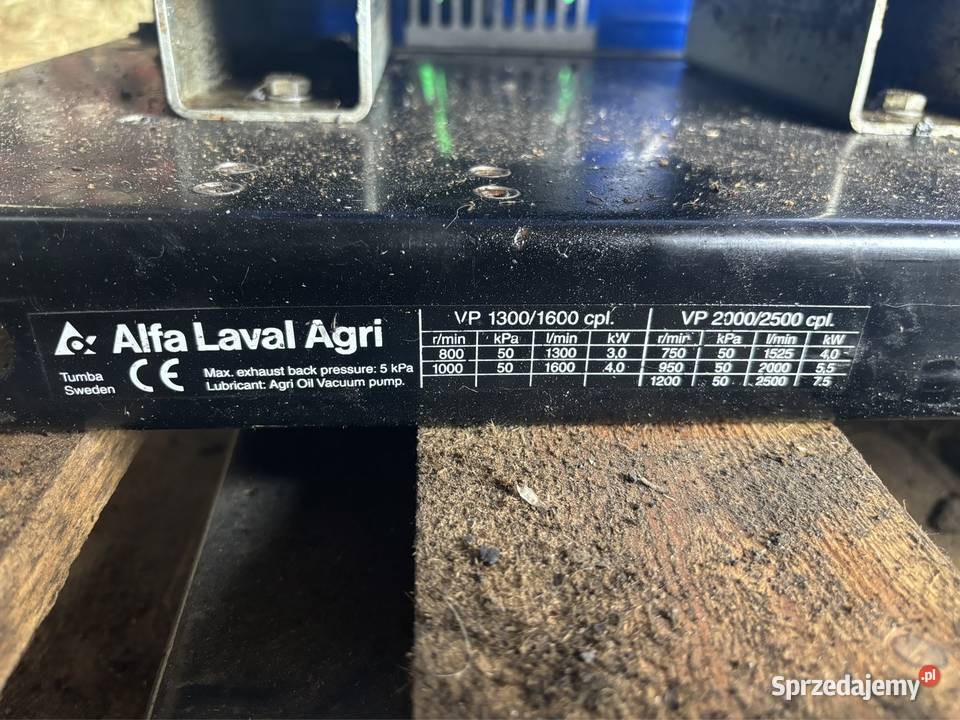 Alfa Laval Agri
Tumba
Sweden
CE
Max. exhaust back pressure: 5 kPa
Lubricant: Agri Oil Vacuum pump.
VP 1300/1600 cpl.
r/min kPa l/min kW
800 50 1300 3,0
1000 50 1600 4,0
VP 2000/2500 cpl.
r/min kPa l/min kW
750 50 1525 4,0
950 50 2000 5,5
1200 50 2500 7,5
Sprzedajemy.pl